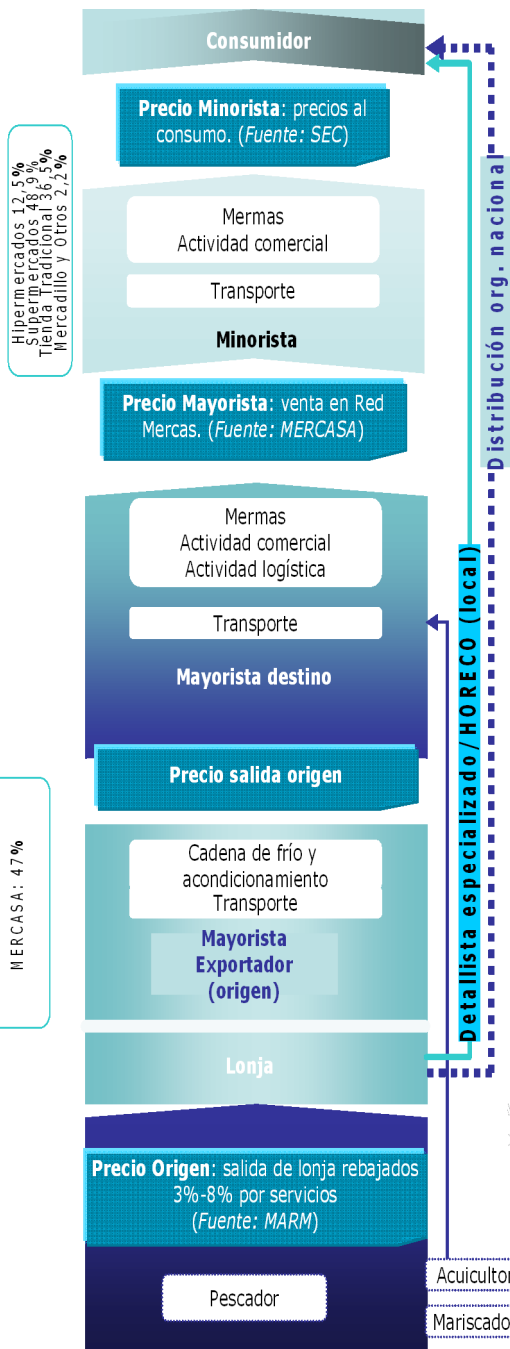 Consumidor
Precio Minorista: precios al
consumo. (Fuente: SEC)
Hipermercados 12,5%
Supermercados 48,9%
Tienda Tradicional 36,5%
Mercadillo y Otros 2,2%
Mermas
Actividad comercial
Transporte
Minorista
Precio Mayorista: venta en Red
Mercas. (Fuente: MERCASA)
Mermas
Actividad comercial
Actividad logística
Transporte
Mayorista destino
Precio salida origen
MERCASA: 47%
Cadena de frío y
acondicionamiento
Transporte
Mayorista
Exportador
(origen)
Lonja
Precio Origen: salida de lonja rebajados
3%-8% por servicios
(Fuente: MARM)
Pescador
Acuicultor
Mariscado
Detallista especializado/HORECO (local)
Distribución org. nacional